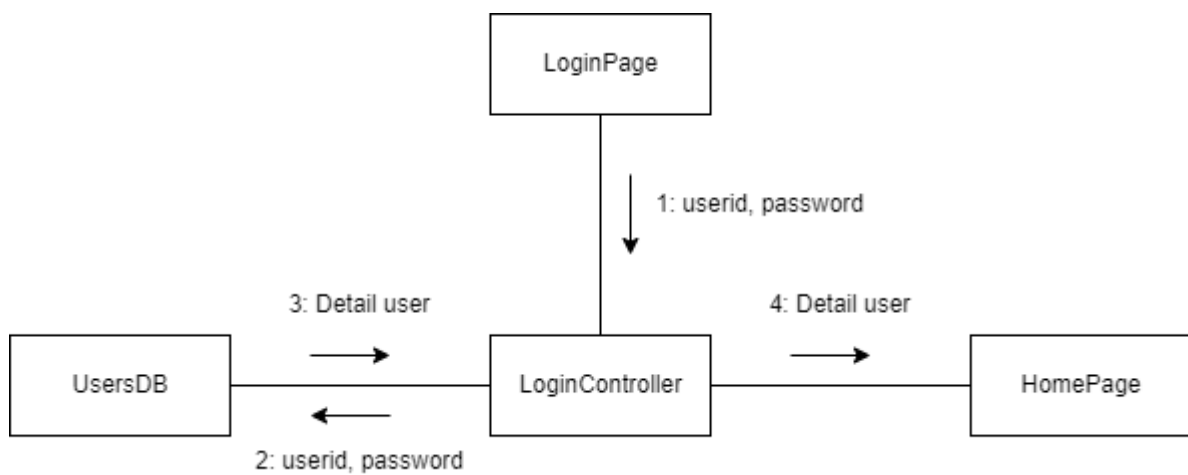 LoginPage
1: userid, password
3: Detail user
4: Detail user
UsersDB
LoginController
HomePage
2: userid, password